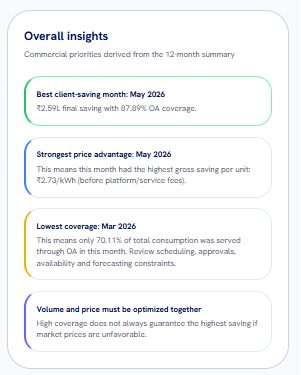 Overall insights
Commercial priorities derived from the 12-month summary
Best client-saving month: May 2026
₹2.59L final saving with 87.89% OA coverage.
Strongest price advantage: May 2026
This means this month had the highest gross saving per unit:
₹2.73/kWh (before platform/service fees).
Lowest coverage: Mar 2026
This means only 70.11% of total consumption was served
through OA in this month. Review scheduling, approvals,
availability and forecasting constraints.
Volume and price must be optimized together
High coverage does not always guarantee the highest saving if
market prices are unfavorable.